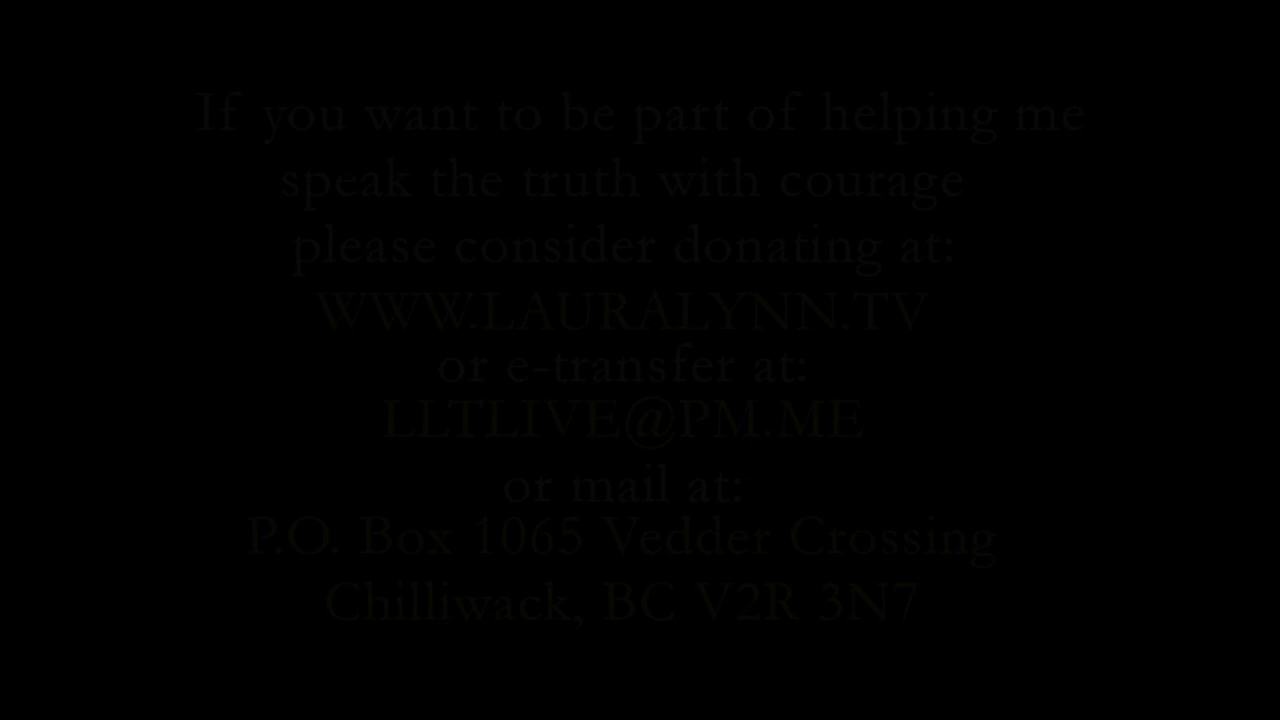 If you want to be part of helping me
speak the truth with courage
please consider donating at:
WWW.LAURALYNN.TV
or e-transfer at:
LLTLIVE@PM.ME
or mail at:
P.O. Box 1065 Vedder Crossing
Chilliwack, BC V2R 3N7